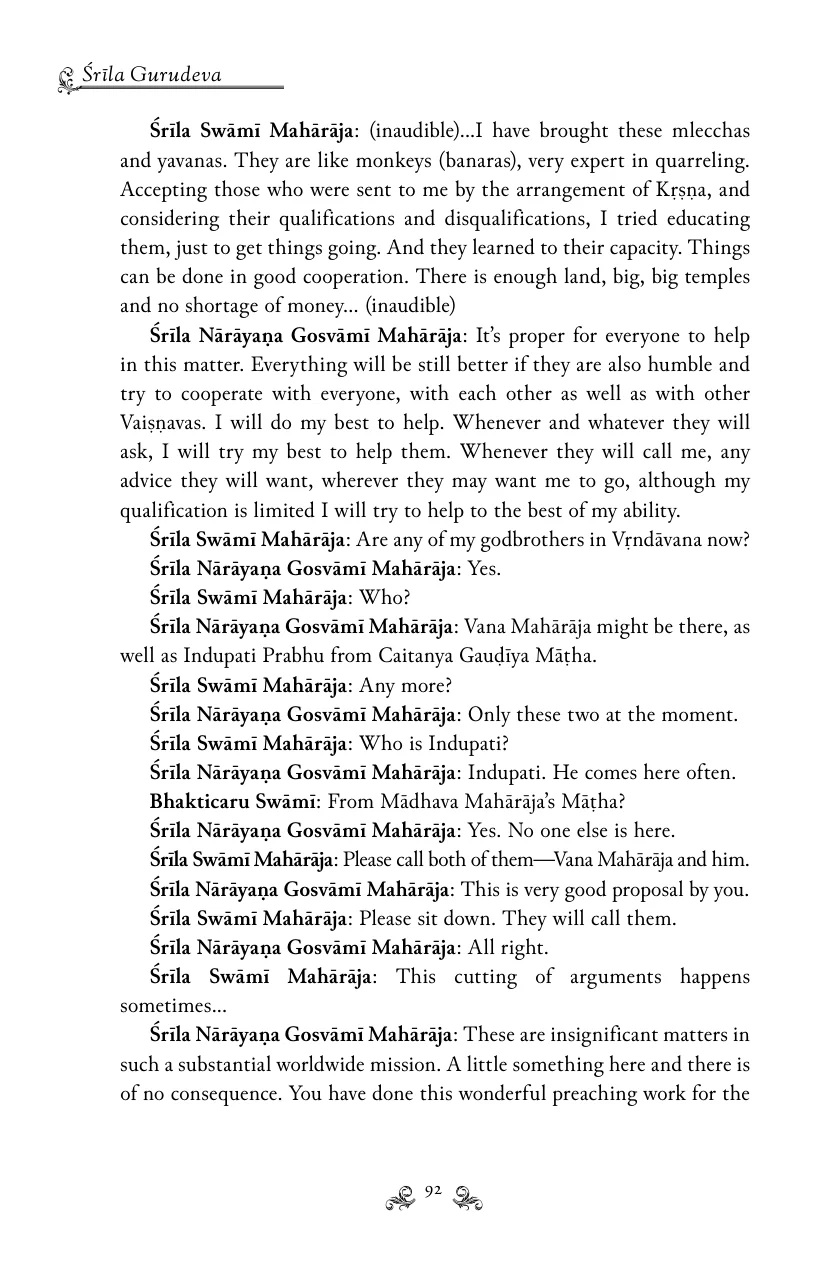 Śrīla Gurudeva
Śrīla Swāmī Mahārāja: (inaudible)...I have brought these mlecchas
and yavanas. They are like monkeys (banaras), very expert in quarreling.
Accepting those who were sent to me by the arrangement of Kṛṣṇa, and
considering their qualifications and disqualifications, I tried educating
them, just to get things going. And they learned to their capacity. Things
can be done in good cooperation. There is enough land, big, big temples
and no shortage of money... (inaudible)
Śrīla Nārāyaṇa Gosvāmī Mahārāja: It’s proper for everyone to help
in this matter. Everything will be still better if they are also humble and
try to cooperate with everyone, with each other as well as with other
Vaiṣṇavas. I will do my best to help. Whenever and whatever they will
ask, I will try my best to help them. Whenever they will call me, any
advice they will want, wherever they may want me to go, although my
qualification is limited I will try to help to the best of my ability.
Śrīla Swāmī Mahārāja: Are any of my godbrothers in Vṛndāvana now?
Śrīla Nārāyaṇa Gosvāmī Mahārāja: Yes.
Śrīla Swāmī Mahārāja: Who?
Śrīla Nārāyaṇa Gosvāmī Mahārāja: Vana Mahārāja might be there, as
well as Indupati Prabhu from Caitanya Gauḍīya Māṭha.
Śrīla Swāmī Mahārāja: Any more?
Śrīla Nārāyaṇa Gosvāmī Mahārāja: Only these two at the moment.
Śrīla Swāmī Mahārāja: Who is Indupati?
Śrīla Nārāyaṇa Gosvāmī Mahārāja: Indupati. He comes here often.
Bhakticaru Swāmī: From Mādhava Mahārāja’s Māṭha?
Śrīla Nārāyaṇa Gosvāmī Mahārāja: Yes. No one else is here.
Śrīla Swāmī Mahārāja: Please call both of them—Vana Mahārāja and him.
Śrīla Nārāyaṇa Gosvāmī Mahārāja: This is very good proposal by you.
Śrīla Swāmī Mahārāja: Please sit down. They will call them.
Śrīla Nārāyaṇa Gosvāmī Mahārāja: All right.
Śrīla Swāmī Mahārāja: This cutting of arguments happens
sometimes...
Śrīla Nārāyaṇa Gosvāmī Mahārāja: These are insignificant matters in
such a substantial worldwide mission. A little something here and there is
of no consequence. You have done this wonderful preaching work for the
92